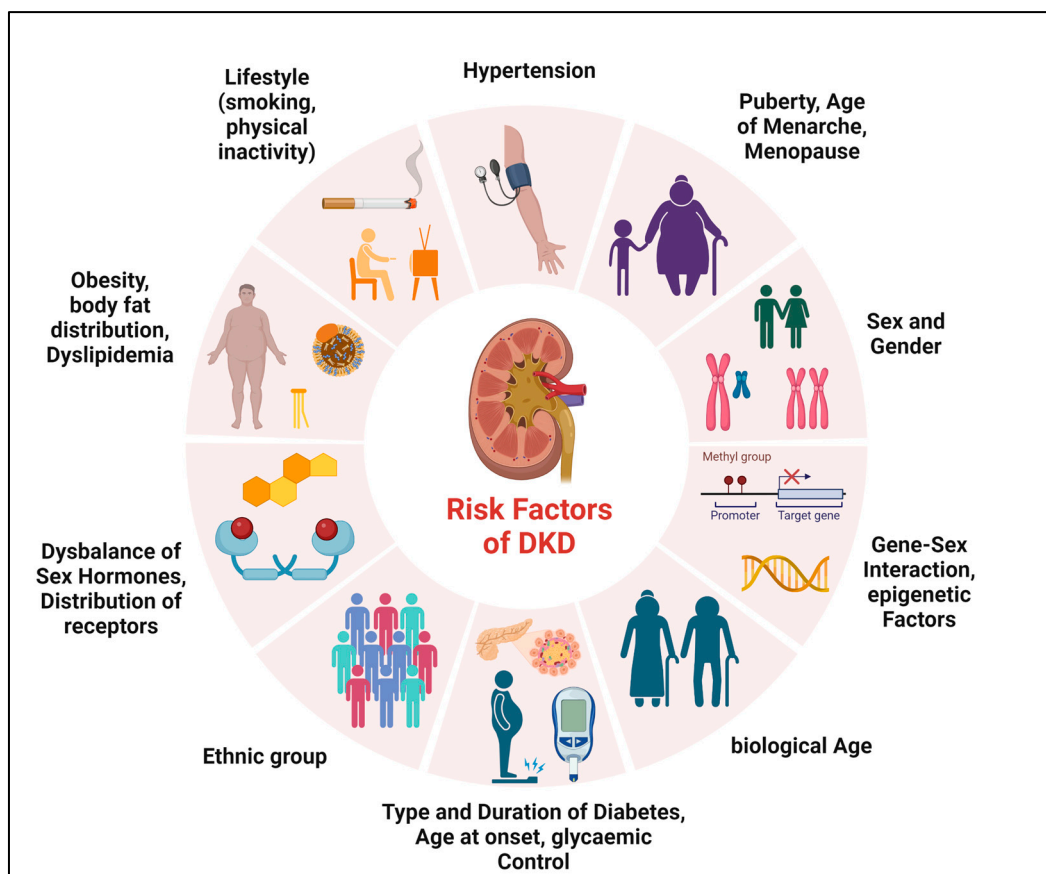 Hypertension
Puberty, Age
of Menarche,
Menopause
Sex and
Gender
Methyl group
Promoter
Target gene
Gene-Sex
Interaction,
epigenetic
Factors
biological Age
Type and Duration of Diabetes,
Age at onset, glycaemic
Control
Ethnic group
Dysbalance of
Sex Hormones,
Distribution of
receptors
Obesity,
body fat
distribution,
Dyslipidemia
Lifestyle
(smoking,
physical
inactivity)
Risk Factors
of DKD